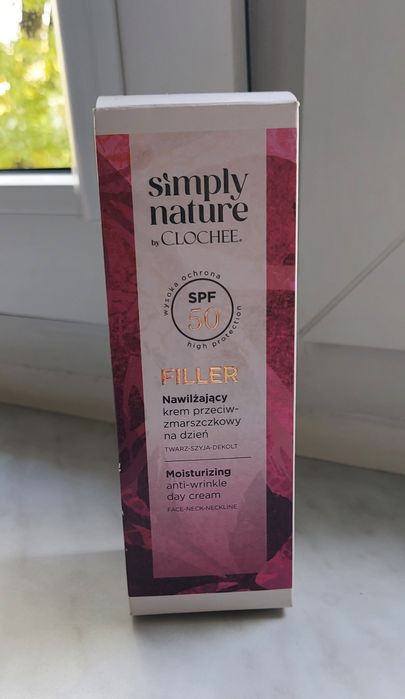 simply
nature
by CLOCHEE®
wysoka ochrona
SPF
50
high protection
FILLER
Nawilżający
krem przeciw-
zmarszczkowy
na dzień
TWARZ-SZYJA-DEKOLT
Moisturizing
anti-wrinkle
day cream
FACE-NECK-NECKLINE